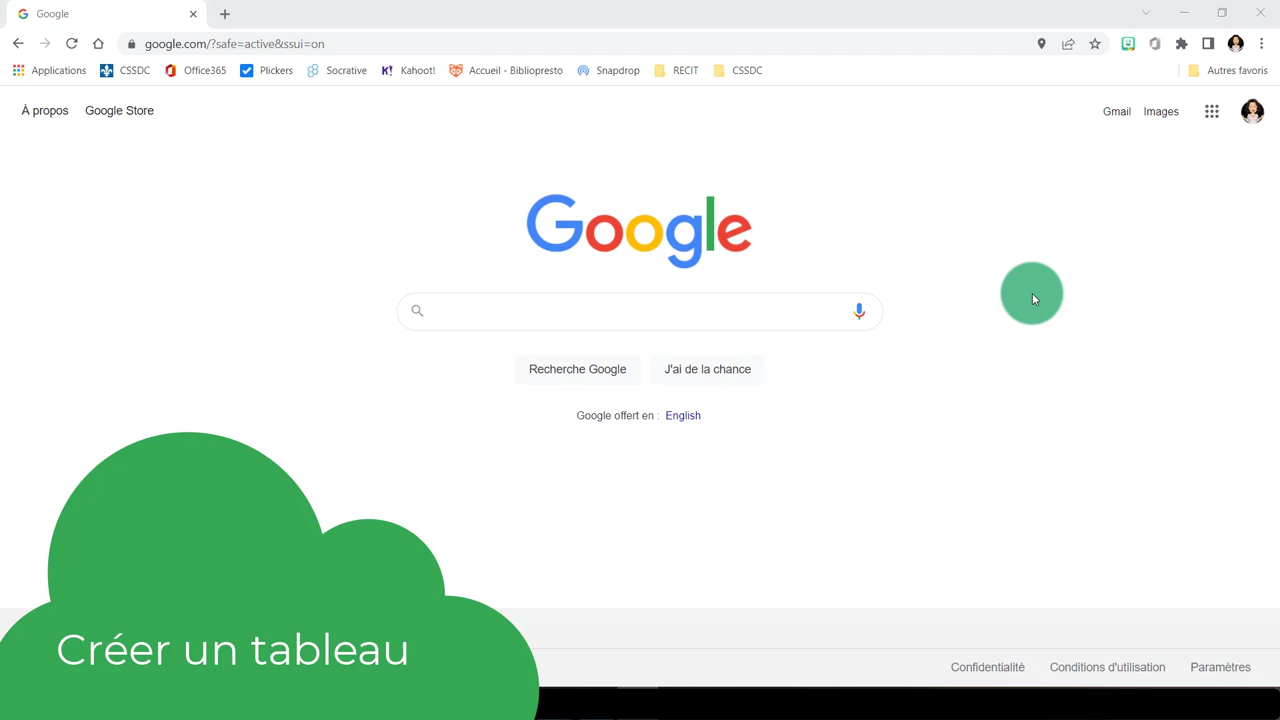 Google
google.com/?safe=active&ssui=on
Applications CSSDC Office365 Plickers Socrative Kahoot! Accueil - Bibliopresto Snapdrop RECIT CSSDC Autres favoris
À propos Google Store Gmail Images
Google
Recherche Google J'ai de la chance
Google offert en : English
Créer un tableau
Confidentialité Conditions d'utilisation Paramètres